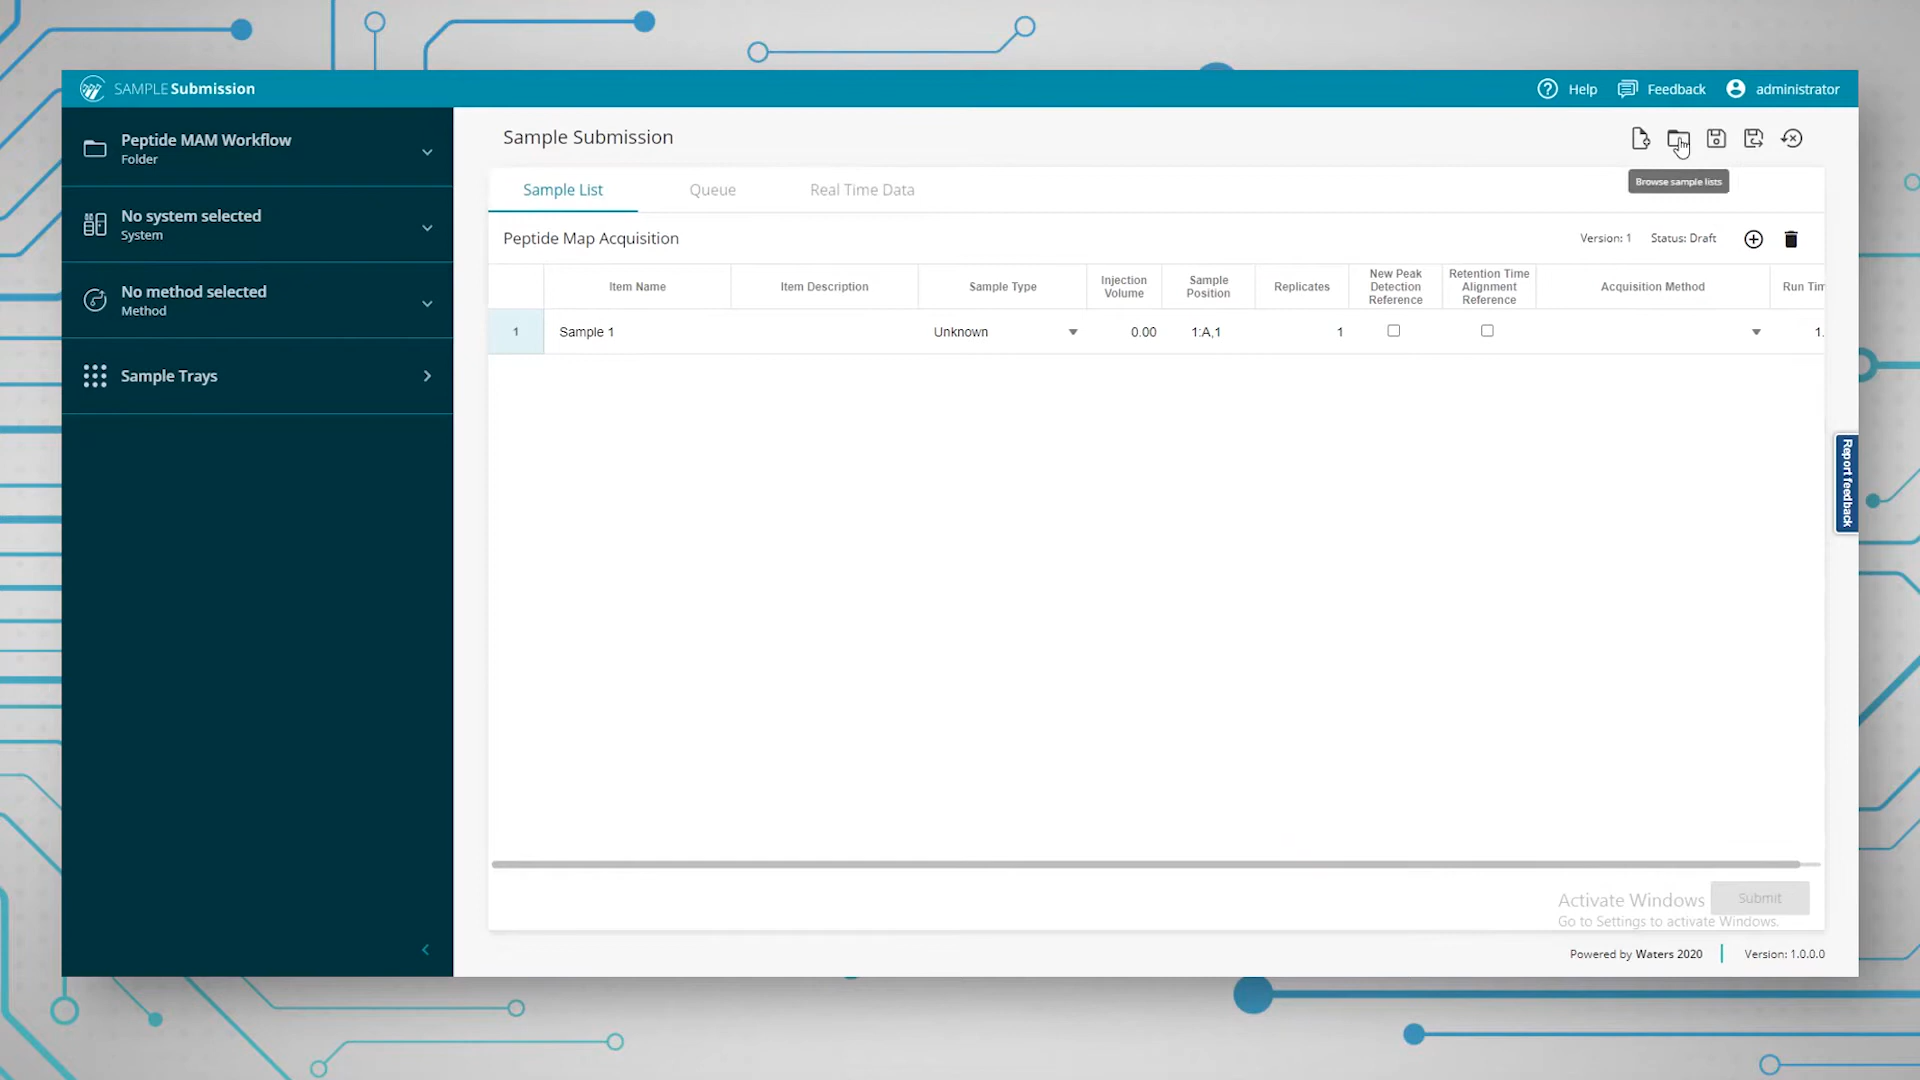 SAMPLE Submission
Help
Feedback
administrator
Peptide MAM Workflow
Folder
No system selected
System
No method selected
Method
Sample Trays
Sample Submission
Browse sample lists
Sample List
Queue
Real Time Data
Peptide Map Acquisition
Version: 1
Status: Draft
Item Name
Item Description
Sample Type
Injection
Volume
Sample
Position
Replicates
New Peak
Detection
Reference
Retention Time
Alignment
Reference
Acquisition Method
Run Tim
1
Sample 1
Unknown
0.00
1:A,1
1
1.
Report feedback
Activate Windows
Go to Settings to activate Windows.
Submit
Powered by Waters 2020
Version: 1.0.0.0